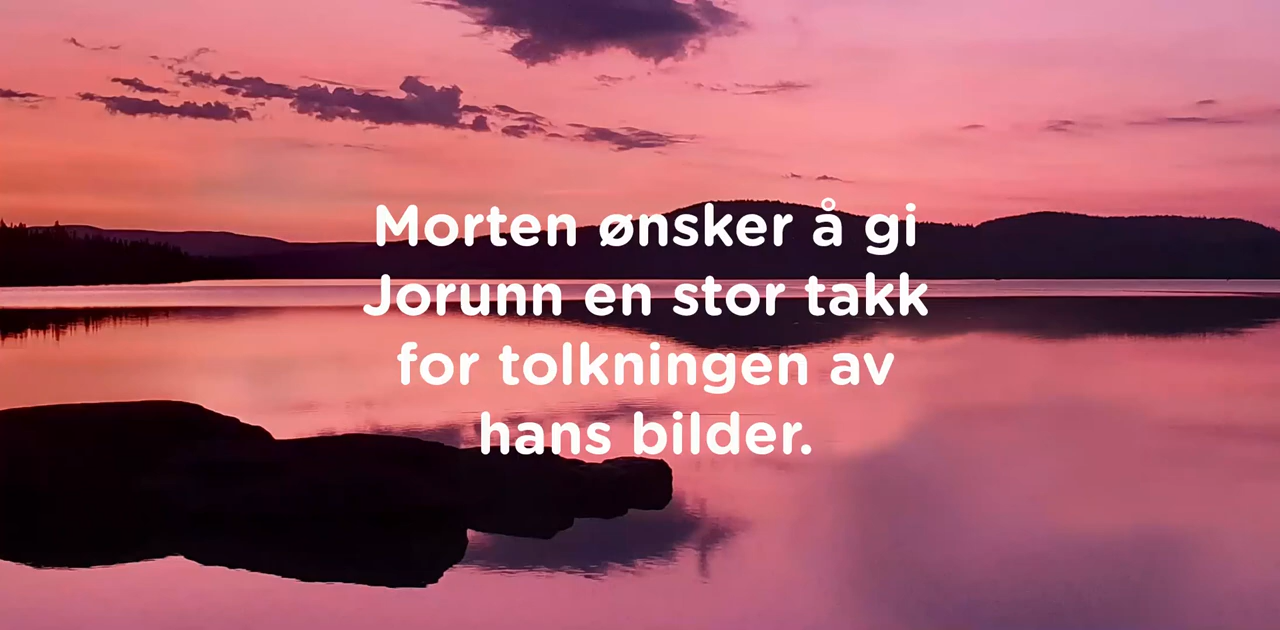 Morten ønsker å gi
Jorunn en stor takk
for tolkningen av
hans bilder.